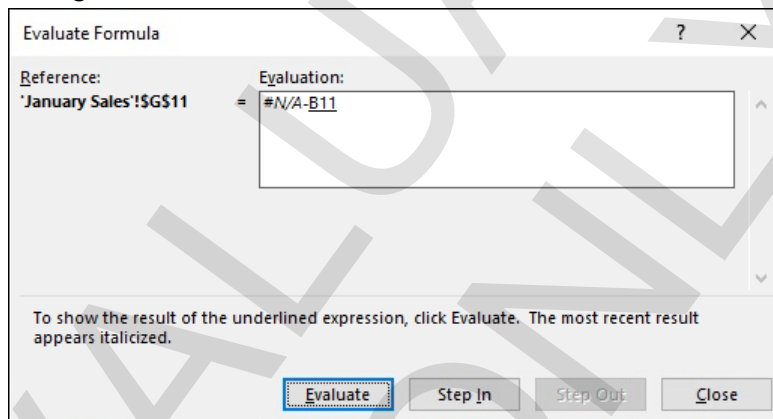 Evaluate Formula ? ×
Reference: Evaluation:
'January Sales'!$G$11 = #N/A-B11
To show the result of the underlined expression, click Evaluate. The most recent result
appears italicized.
Evaluate Step In Step Out Close